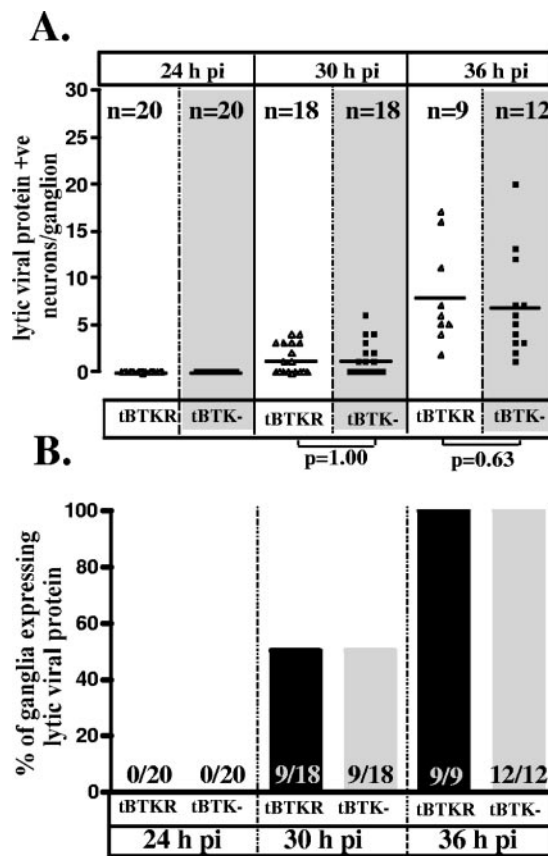 A.
24 h pi 30 h pi 36 h pi
30 n=20 n=20 n=18 n=18 n=9 n=12
25
20
15
10
5
0
lytic viral protein +ve
neurons/ganglion
tBTKR tBTK- tBTKR tBTK- tBTKR tBTK-
p=1.00 p=0.63
B.
100
80
60
40
20
0
% of ganglia expressing
lytic viral protein
0/20 0/20 9/18 9/18 9/9 12/12
tBTKR tBTK- tBTKR tBTK- tBTKR tBTK-
24 h pi 30 h pi 36 h pi